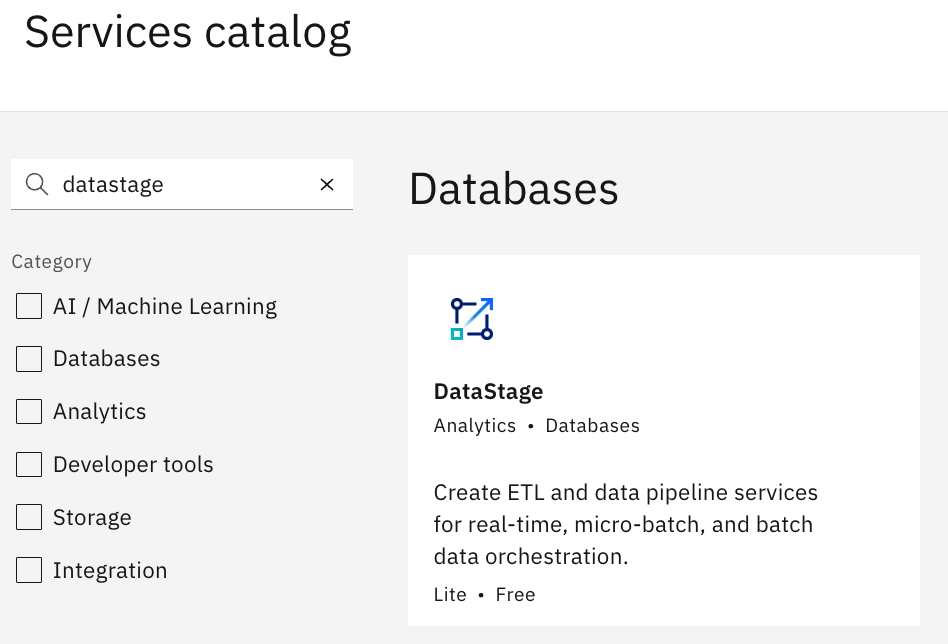 Services catalog
datastage
Category
AI / Machine Learning
Databases
Analytics
Developer tools
Storage
Integration
Databases
DataStage
Analytics • Databases
Create ETL and data pipeline services
for real-time, micro-batch, and batch
data orchestration.
Lite • Free